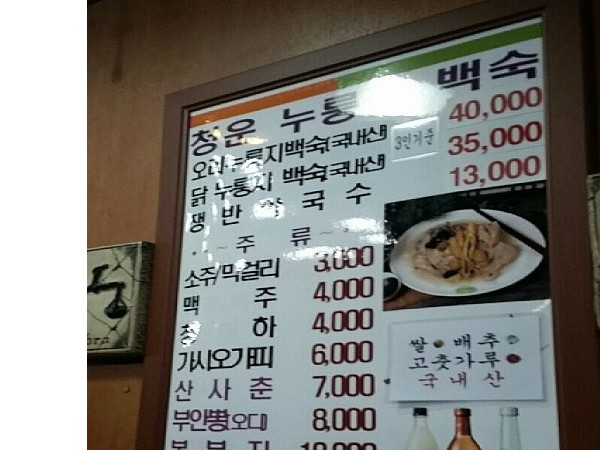 청운 누룽지 백숙
오리누룽지백숙(국내산) 3인기준 40,000
닭 누룽지 백숙(국내산) 35,000
쟁 반 국 수 13,000
~ 주 류 ~
소주/막걸리 3,000
맥 주 4,000
청 하 4,000
가시오가피 6,000
산 사 춘 7,000
부안뽕(오디) 8,000
쌀 배추
고춧가루
국내산